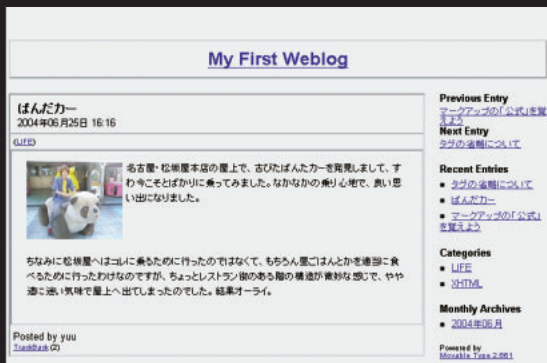 My First Weblog
ぱんだカー
2004年06月25日 16:16
(LIFE)
名古屋・松坂屋本店の屋上で、古びたぱんだカーを発見しまして、す
わ今こそとばかりに乗ってみました。なかなかの乗り心地で、良い思
い出になりました。
ちなみに松坂屋へはコレに乗るために行ったのではなくて、もちろん昼ごはんとかを適当に食
べるために行ったわけなのですが、ちょっとレストラン街のある階の構造が微妙な感じで、やや
道に迷い気味で屋上へ出てしまったのでした。結果オーライ。
Posted by yuu
TrackBack (2)
Previous Entry
マークアップの「公式」を覚
えよう
Next Entry
タグの省略について
Recent Entries
タグの省略について
ぱんだカー
マークアップの「公式」
を覚えよう
Categories
LIFE
XHTML
Monthly Archives
2004年06月
Powered by
Movable Type 2.661